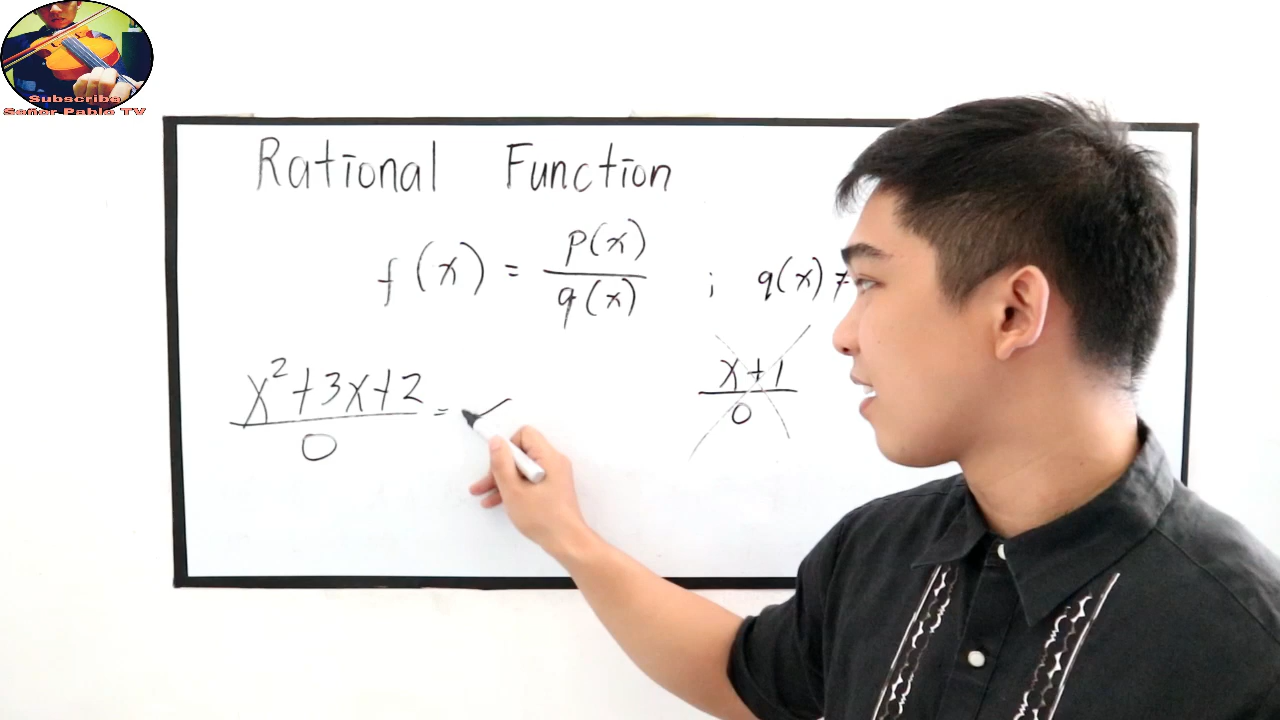 Subscribe
Señor Pablo TV
Rational Function
f(x) = p(x)/q(x) ; q(x) ≠
x²+3x+2/0 =
x+1/0